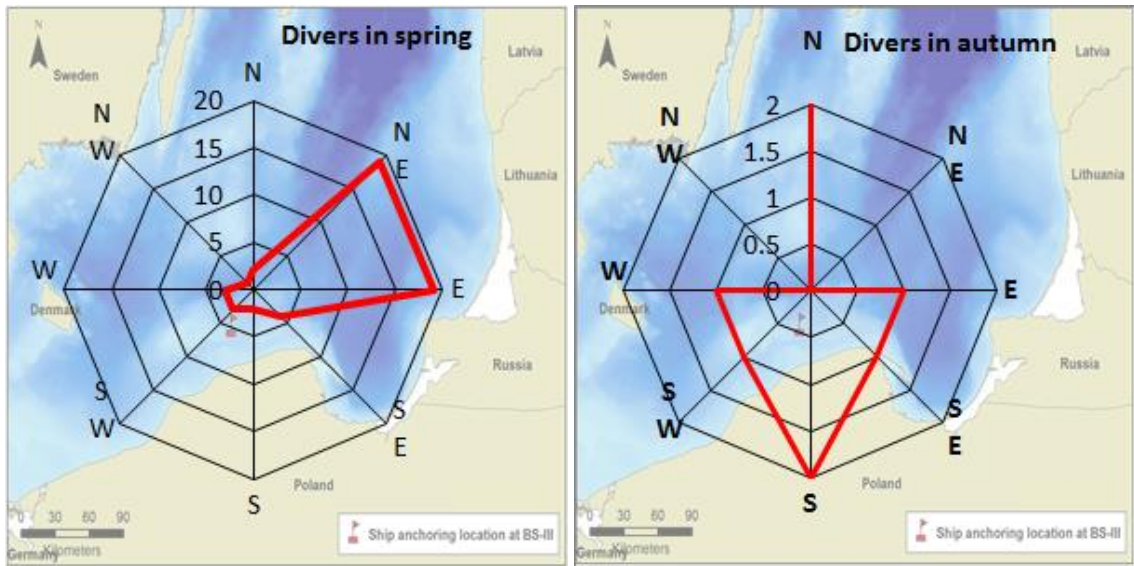 Divers in spring
N
Sweden
Latvia
Lithuania
Denmark
Russia
Poland
Germany
N
N
W
N
E
W
E
S
W
S
E
S
20
15
10
5
0
0 30 60 90
Kilometers
Ship anchoring location at BS-III
Divers in autumn
N
Sweden
Latvia
Lithuania
Denmark
Russia
Poland
Germany
N
N
W
N
E
W
E
S
W
S
E
S
2
1.5
1
0.5
0
0 30 60 90
Kilometers
Ship anchoring location at BS-III